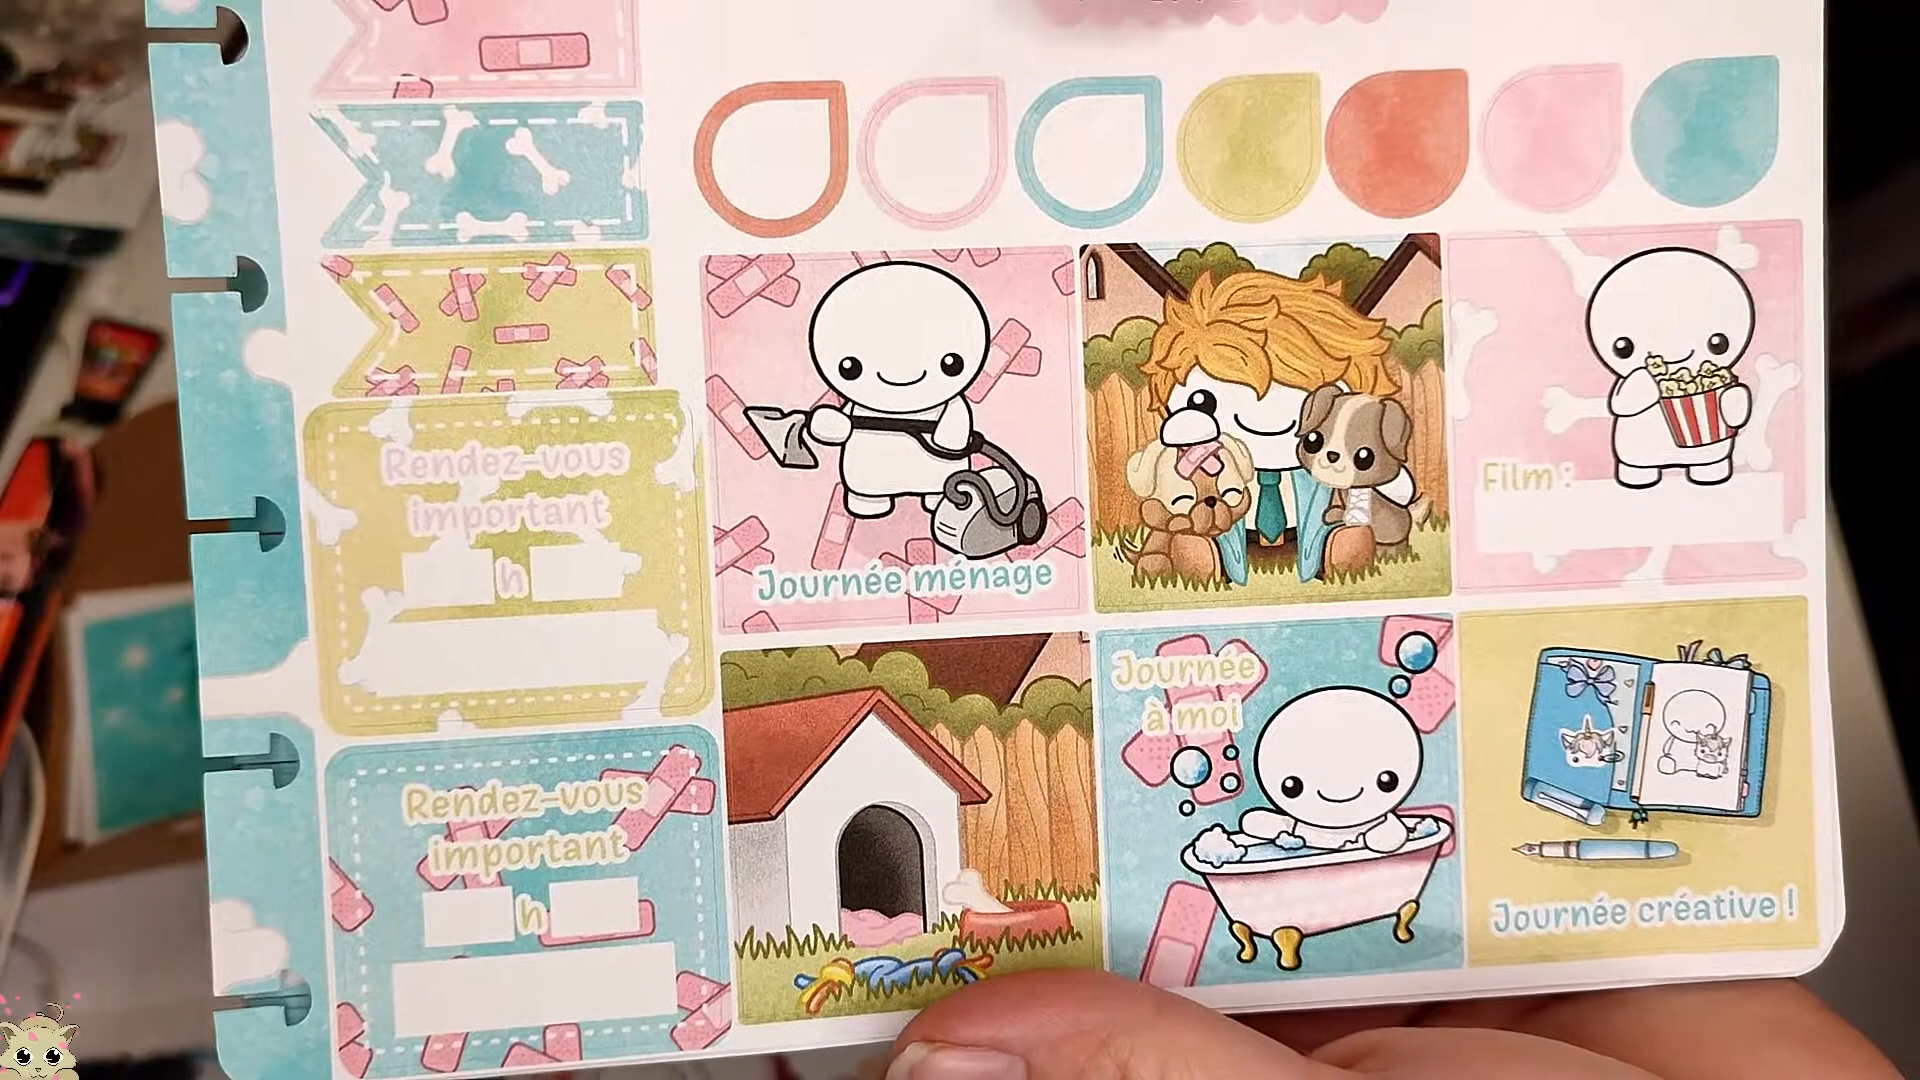 Rendez-vous
important
h
Rendez-vous
important
h
Journée ménage
Film :
Journée
à moi
Journée créative !